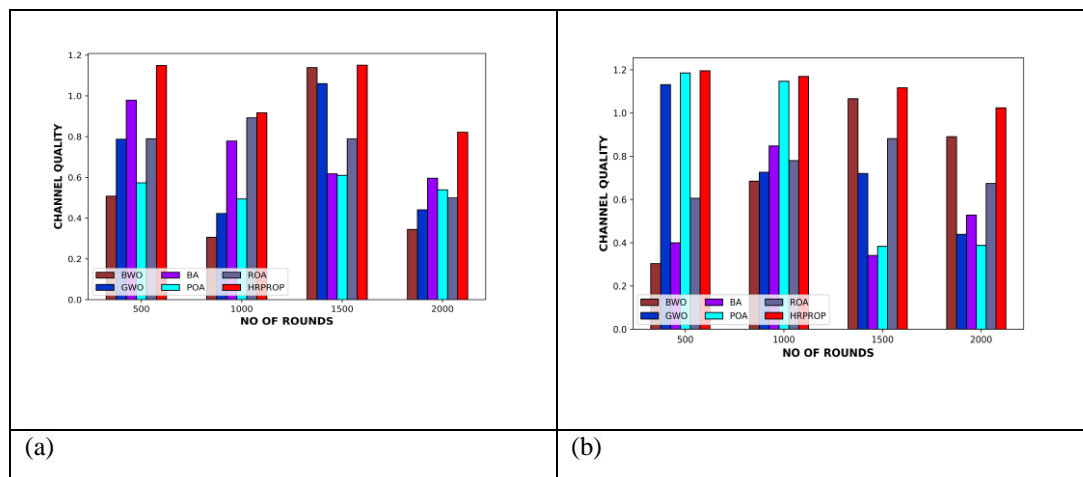 1.2
1.0
0.8
0.6
0.4
0.2
0.0
CHANNEL QUALITY
BWO BA ROA
GWO POA HRPROP
500 1000 1500 2000
NO OF ROUNDS
1.2
1.0
0.8
0.6
0.4
0.2
0.0
CHANNEL QUALITY
BWO BA ROA
GWO POA HRPROP
500 1000 1500 2000
NO OF ROUNDS
(a)
(b)